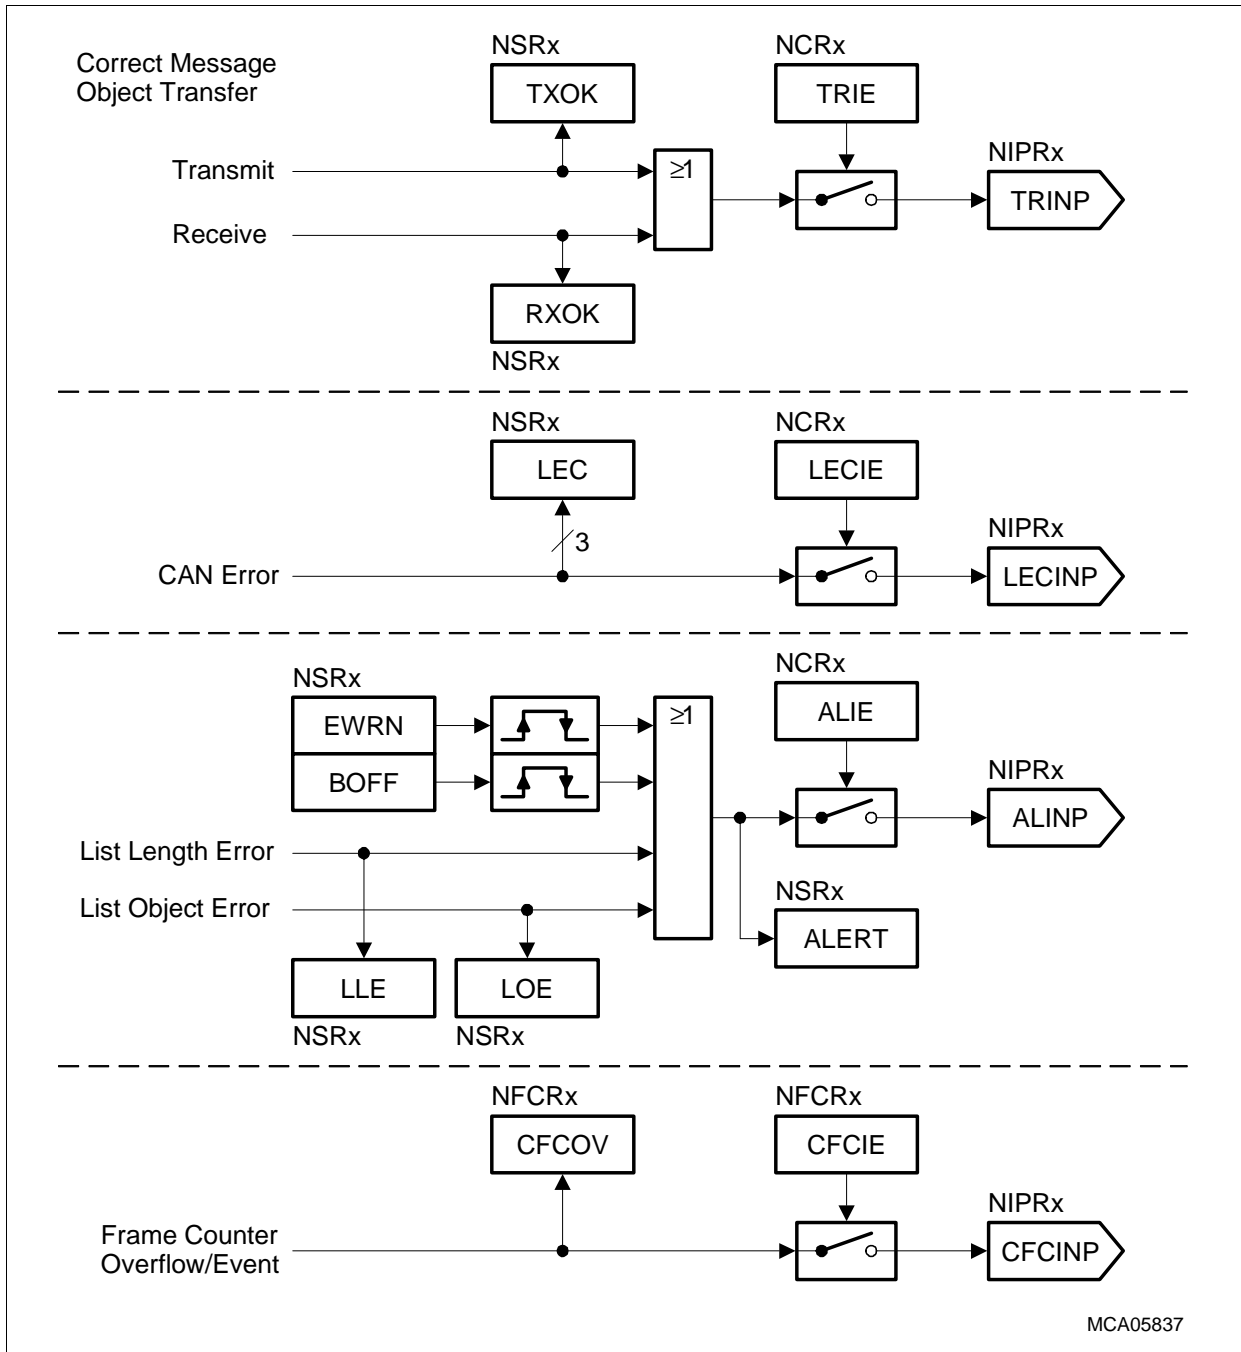 Correct Message
Object Transfer
NSRx
NCRx
TXOK
TRIE
Transmit
≥1
NIPRx
TRINP
Receive
RXOK
NSRx
NSRx
NCRx
LEC
LECIE
3
NIPRx
CAN Error
LECINP
NSRx
NCRx
EWRN
≥1
ALIE
BOFF
NIPRx
ALINP
List Length Error
NSRx
List Object Error
ALERT
LLE
LOE
NSRx
NSRx
NFCRx
NFCRx
CFCOV
CFCIE
NIPRx
Frame Counter
Overflow/Event
CFCINP
MCA05837